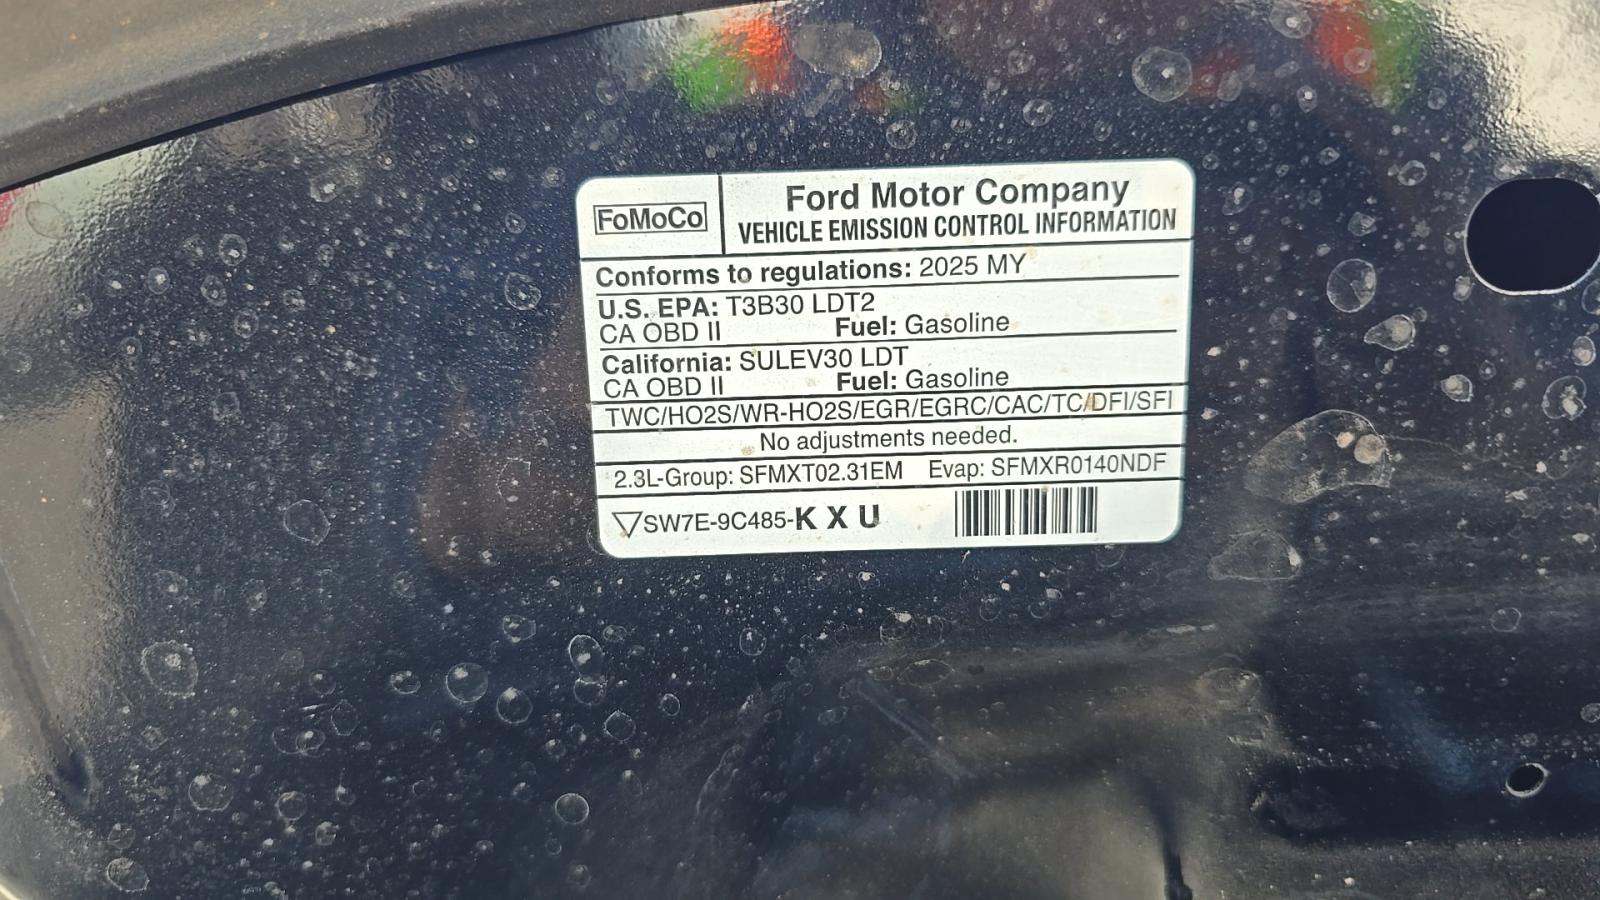 FoMoCo
Ford Motor Company
VEHICLE EMISSION CONTROL INFORMATION
Conforms to regulations: 2025 MY
U.S. EPA: T3B30 LDT2
CA OBD II Fuel: Gasoline
California: SULEV30 LDT
CA OBD II Fuel: Gasoline
TWC/HO2S/WR-HO2S/EGR/EGRC/CAC/TC/DFI/SFI
No adjustments needed.
2.3L-Group: SFMXT02.31EM Evap: SFMXR0140NDF
SW7E-9C485-K X U